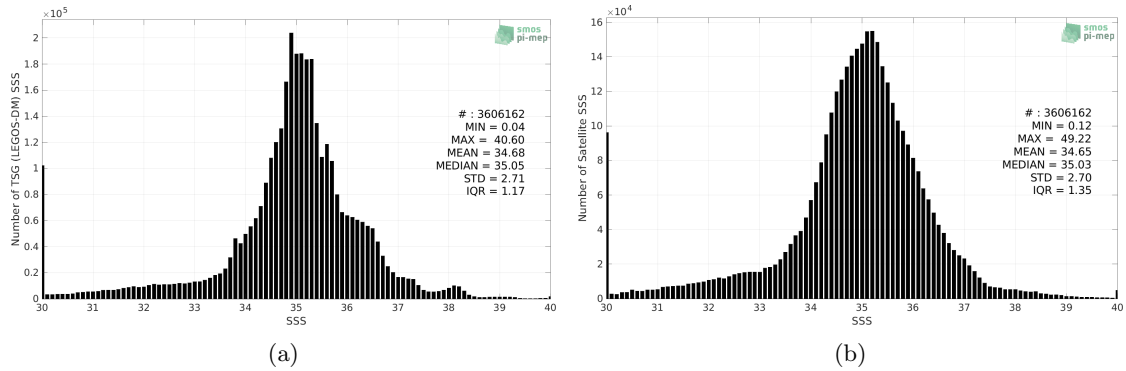 ×10⁵
smos
pi-mep
Number of TSG (LEGOS-DM) SSS
2
1.8
1.6
1.4
1.2
1
0.8
0.6
0.4
0.2
0
# : 3606162
MIN = 0.04
MAX = 40.60
MEAN = 34.68
MEDIAN = 35.05
STD = 2.71
IQR = 1.17
30 31 32 33 34 35 36 37 38 39 40
SSS
(a)
×10⁴
smos
pi-mep
Number of Satellite SSS
16
14
12
10
8
6
4
2
0
# : 3606162
MIN = 0.12
MAX = 49.22
MEAN = 34.65
MEDIAN = 35.03
STD = 2.70
IQR = 1.35
30 31 32 33 34 35 36 37 38 39 40
SSS
(b)